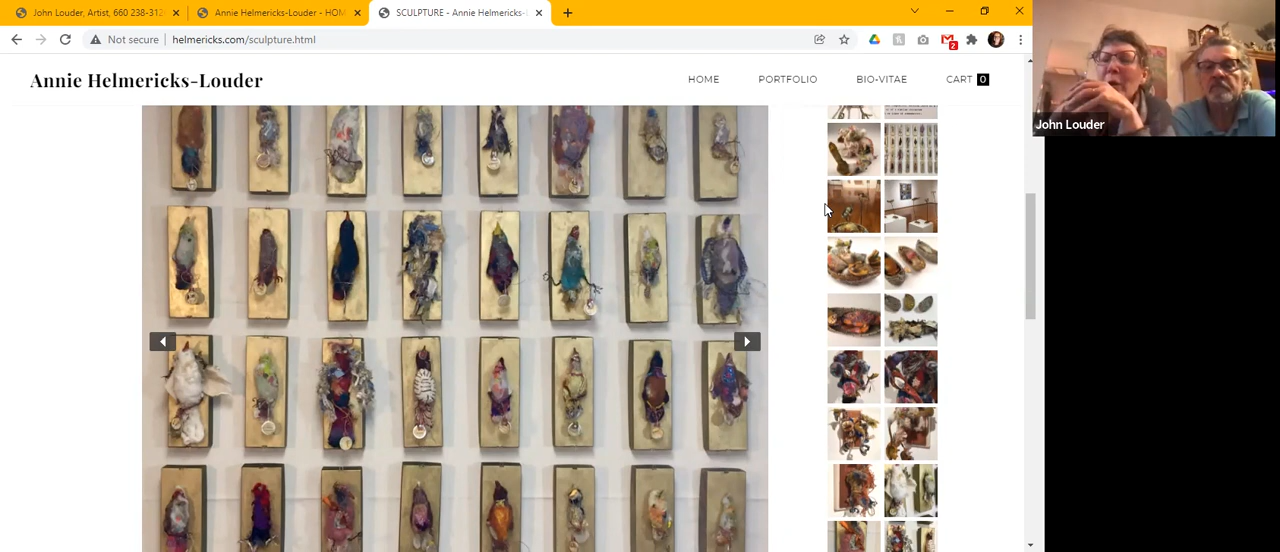 John Louder, Artist, 660 238-312
Annie Helmericks-Louder - HOM
SCULPTURE - Annie Helmericks-
Not secure
helmericks.com/sculpture.html
2
Annie Helmericks-Louder
HOME
PORTFOLIO
BIO-VITAE
CART 0
John Louder